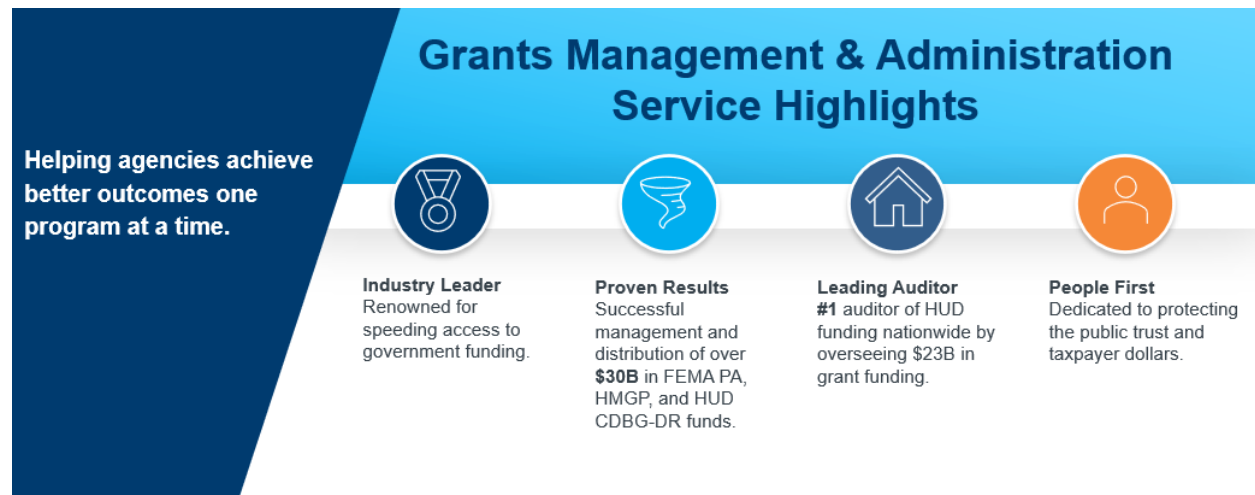 Grants Management & Administration
Service Highlights
Helping agencies achieve
better outcomes one
program at a time.
Industry Leader
Renowned for
speeding access to
government funding.
Proven Results
Successful
management and
distribution of over
$30B in FEMA PA,
HMGP, and HUD
CDBG-DR funds.
Leading Auditor
#1 auditor of HUD
funding nationwide by
overseeing $23B in
grant funding.
People First
Dedicated to protecting
the public trust and
taxpayer dollars.